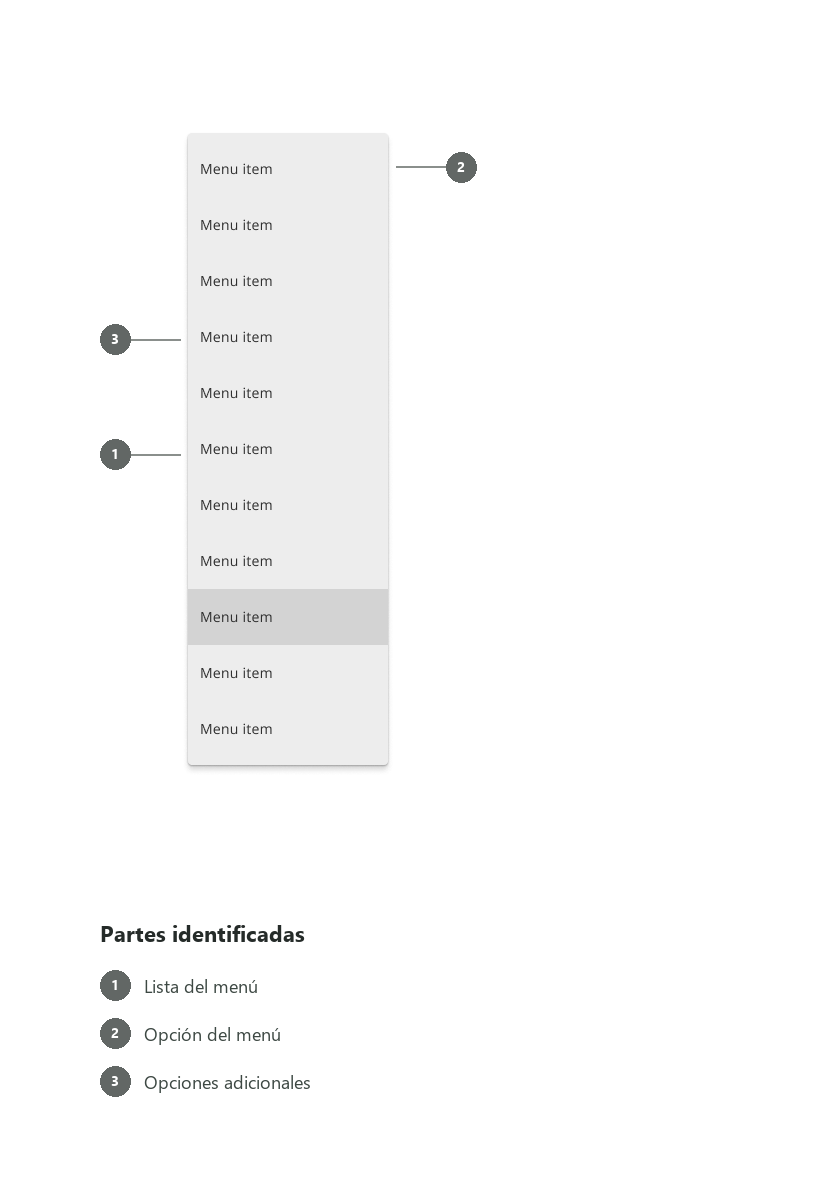 Menu item
2
Menu item
Menu item
3
Menu item
Menu item
1
Menu item
Menu item
Menu item
Menu item
Menu item
Menu item
Partes identificadas
1 Lista del menú
2 Opción del menú
3 Opciones adicionales